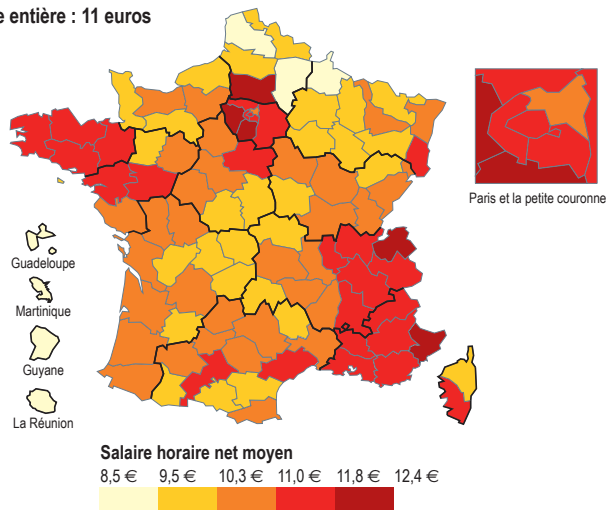 e entière : 11 euros
Paris et la petite couronne
Guadeloupe
Martinique
Guyane
La Réunion
Salaire horaire net moyen
8,5 € 9,5 € 10,3 € 11,0 € 11,8 € 12,4 €